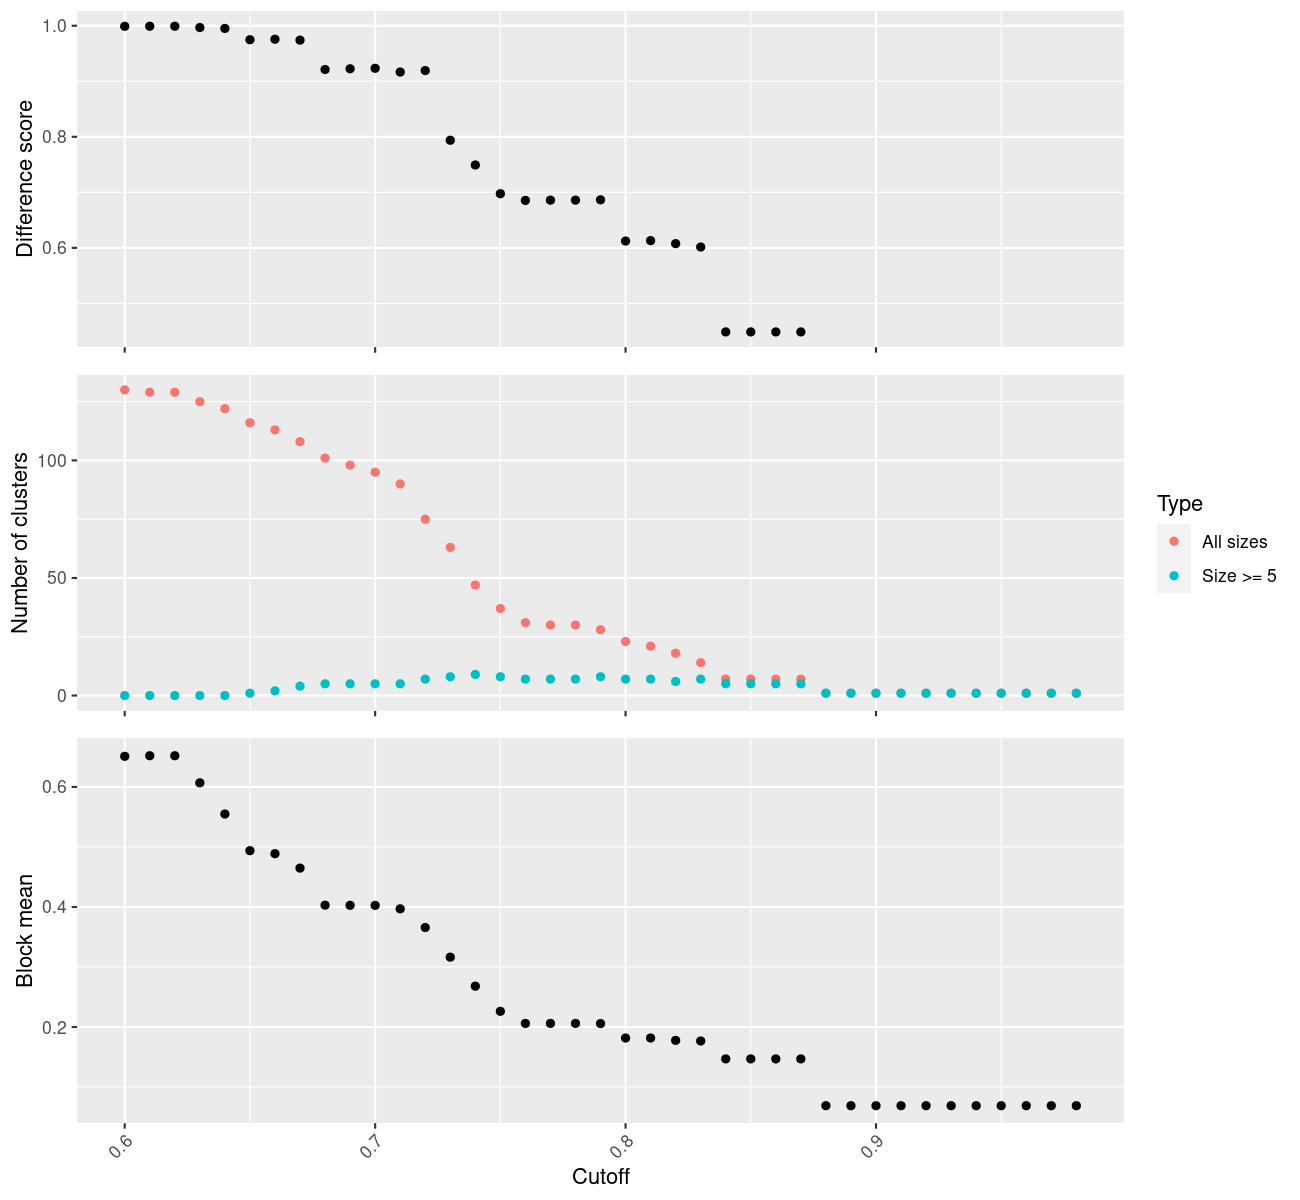 1.0
0.8
0.6
Difference score
100
50
0
Number of clusters
Type
All sizes
Size >= 5
0.6
0.4
0.2
Block mean
0.6
0.7
0.8
0.9
Cutoff